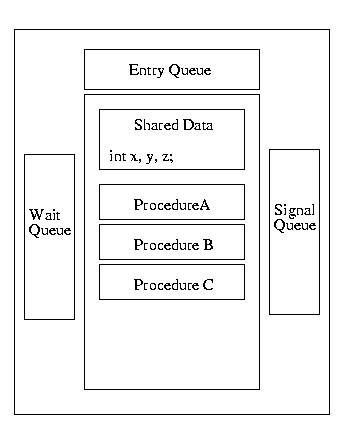 Entry Queue
Shared Data
int x, y, z;
Wait
Queue
ProcedureA
Procedure B
Procedure C
Signal
Queue